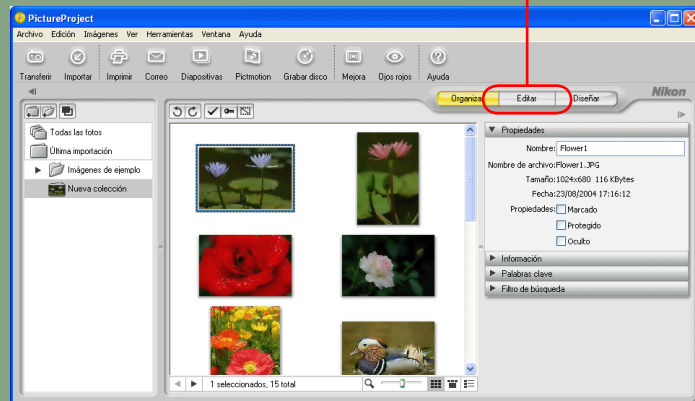 PictureProject
Archivo Edición Imágenes Ver Herramientas Ventana Ayuda
Transferir Importar Imprimir Correo Diapositivas Pictmotion Grabar disco Mejora Ojos rojos Ayuda
Organizar Editar Diseñar
Nikon
Todas las fotos
Última importación
Imágenes de ejemplo
Nueva colección
Propiedades
Nombre: Flower1
Nombre de archivo:Flower1.JPG
Tamaño:1024x680 116 KBytes
Fecha:23/08/2004 17:16:12
Propiedades: Marcado
Protegido
Oculto
Información
Palabras clave
Filtro de búsqueda
1 seleccionados, 15 total